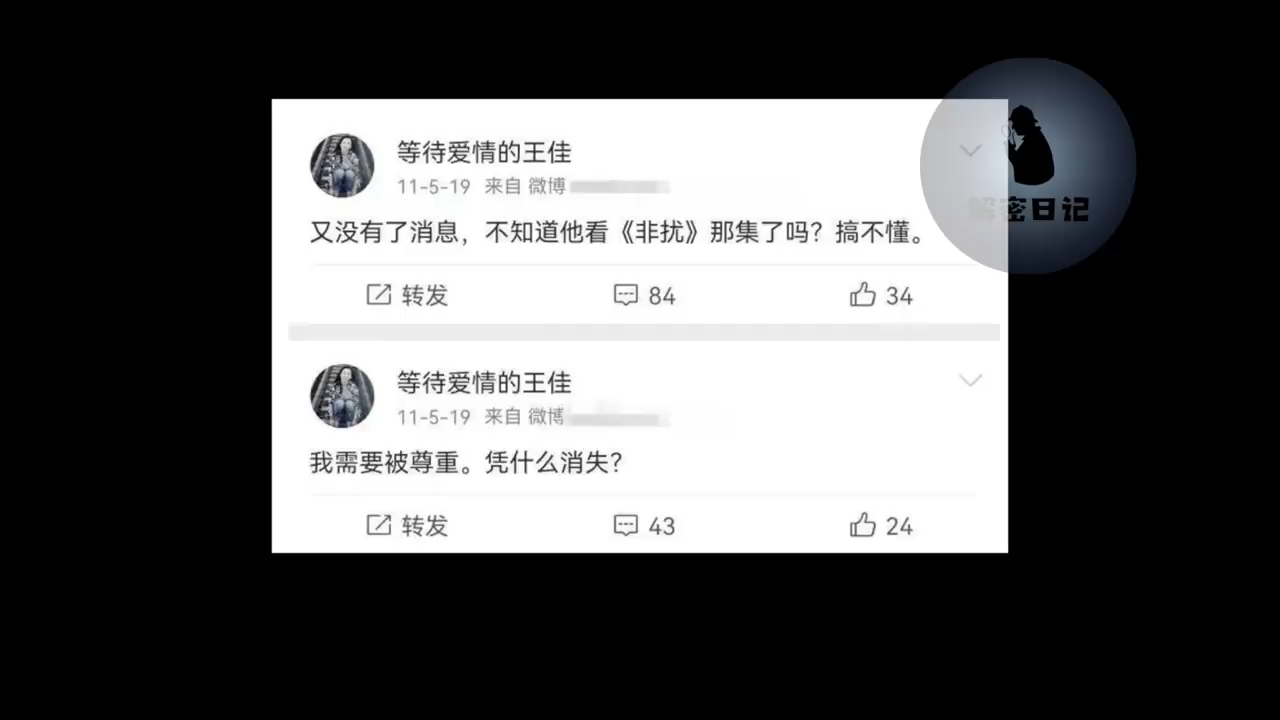 等待爱情的王佳
11-5-19 来自 微博
又没有了消息，不知道他看《非扰》那集了吗？搞不懂。
转发 84 34
等待爱情的王佳
11-5-19 来自 微博
我需要被尊重。凭什么消失？
转发 43 24
解密日记